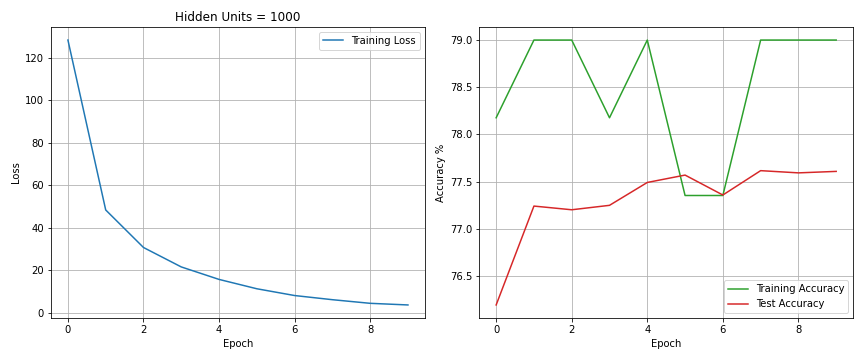 Hidden Units = 1000
Training Loss
120
100
80
60
40
20
0
0 2 4 6 8
Loss
Epoch
79.0
78.5
78.0
77.5
77.0
76.5
0 2 4 6 8
Accuracy %
Training Accuracy
Test Accuracy
Epoch